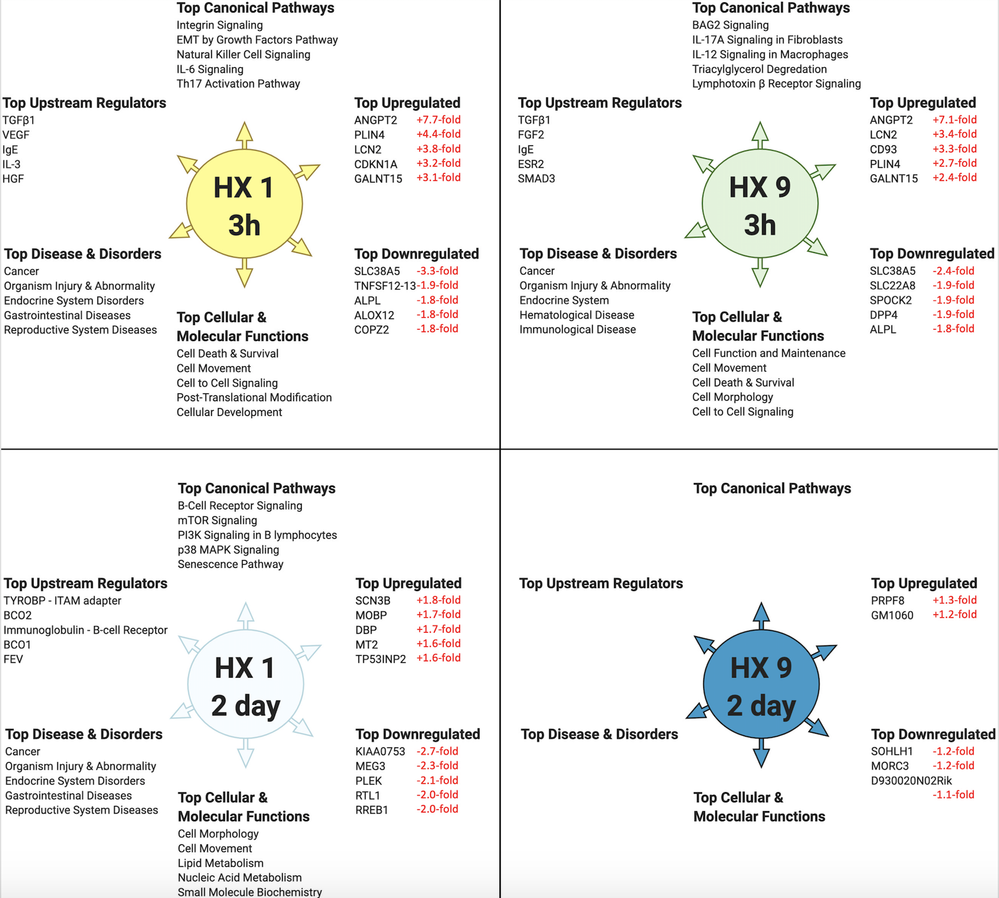 Top Canonical Pathways
Integrin Signaling
EMT by Growth Factors Pathway
Natural Killer Cell Signaling
IL-6 Signaling
Th17 Activation Pathway
Top Upstream Regulators
TGFβ1
VEGF
IgE
IL-3
HGF
HX 1
3h
Top Upregulated
ANGPT2 +7.7-fold
PLIN4 +4.4-fold
LCN2 +3.8-fold
CDKN1A +3.2-fold
GALNT15 +3.1-fold
Top Disease & Disorders
Cancer
Organism Injury & Abnormality
Endocrine System Disorders
Gastrointestinal Diseases
Reproductive System Diseases
Top Downregulated
SLC38A5 -3.3-fold
TNFSF12-13 -1.9-fold
ALPL -1.8-fold
ALOX12 -1.8-fold
COPZ2 -1.8-fold
Top Cellular &
Molecular Functions
Cell Death & Survival
Cell Movement
Cell to Cell Signaling
Post-Translational Modification
Cellular Development
Top Canonical Pathways
BAG2 Signaling
IL-17A Signaling in Fibroblasts
IL-12 Signaling in Macrophages
Triacylglycerol Degredation
Lymphotoxin β Receptor Signaling
Top Upstream Regulators
TGFβ1
FGF2
IgE
ESR2
SMAD3
HX 9
3h
Top Upregulated
ANGPT2 +7.1-fold
LCN2 +3.4-fold
CD93 +3.3-fold
PLIN4 +2.7-fold
GALNT15 +2.4-fold
Top Disease & Disorders
Cancer
Organism Injury & Abnormality
Endocrine System
Hematological Disease
Immunological Disease
Top Downregulated
SLC38A5 -2.4-fold
SLC22A8 -1.9-fold
SPOCK2 -1.9-fold
DPP4 -1.9-fold
ALPL -1.8-fold
Top Cellular &
Molecular Functions
Cell Function and Maintenance
Cell Movement
Cell Death & Survival
Cell Morphology
Cell to Cell Signaling
Top Canonical Pathways
B-Cell Receptor Signaling
mTOR Signaling
PI3K Signaling in B lymphocytes
p38 MAPK Signaling
Senescence Pathway
Top Upstream Regulators
TYROBP - ITAM adapter
BCO2
Immunoglobulin - B-cell Receptor
BCO1
FEV
HX 1
2 day
Top Upregulated
SCN3B +1.8-fold
MOBP +1.7-fold
DBP +1.7-fold
MT2 +1.6-fold
TP53INP2 +1.6-fold
Top Disease & Disorders
Cancer
Organism Injury & Abnormality
Endocrine System Disorders
Gastrointestinal Diseases
Reproductive System Diseases
Top Downregulated
KIAA0753 -2.7-fold
MEG3 -2.3-fold
PLEK -2.1-fold
RTL1 -2.0-fold
RREB1 -2.0-fold
Top Cellular &
Molecular Functions
Cell Morphology
Cell Movement
Lipid Metabolism
Nucleic Acid Metabolism
Small Molecule Biochemistry
Top Canonical Pathways
Top Upstream Regulators
HX 9
2 day
Top Upregulated
PRPF8 +1.3-fold
GM1060 +1.2-fold
Top Disease & Disorders
Top Downregulated
SOHLH1 -1.2-fold
MORC3 -1.2-fold
D930020N02Rik
-1.1-fold
Top Cellular &
Molecular Functions